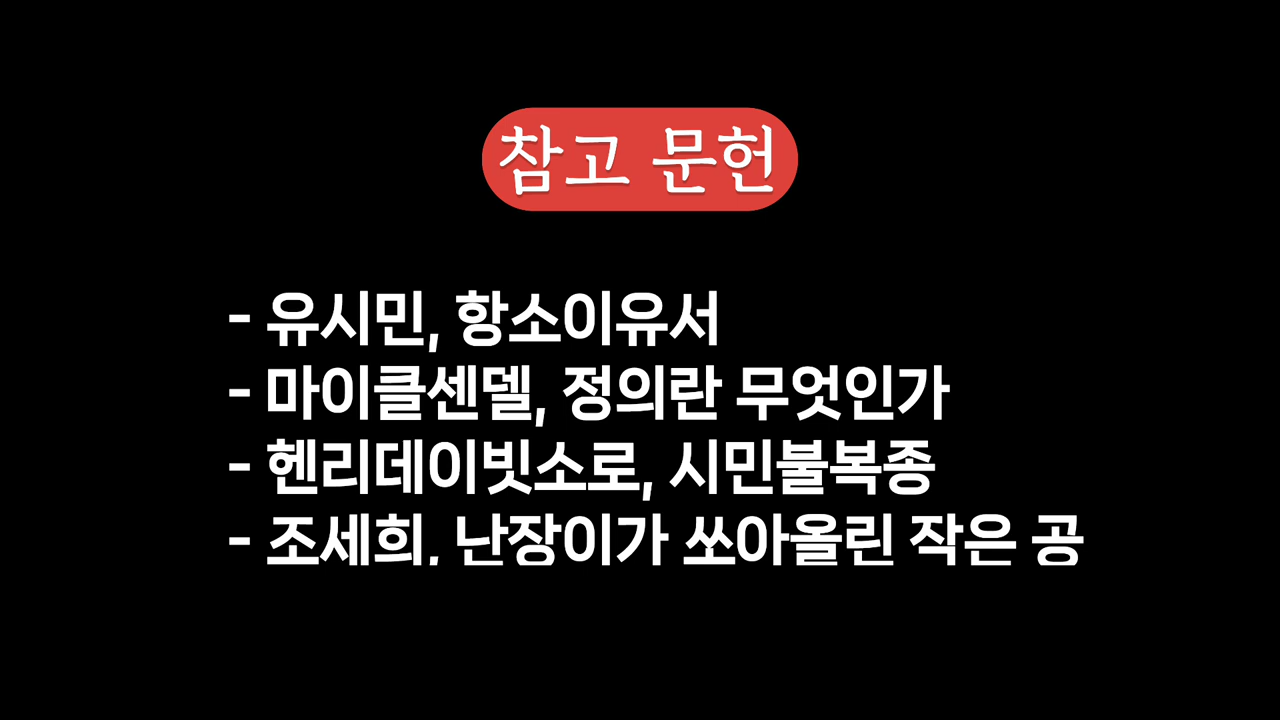 참고 문헌
- 유시민, 항소이유서
- 마이클센델, 정의란 무엇인가
- 헨리데이빗소로, 시민불복종
- 조세희, 난장이가 쏘아올린 작은 공